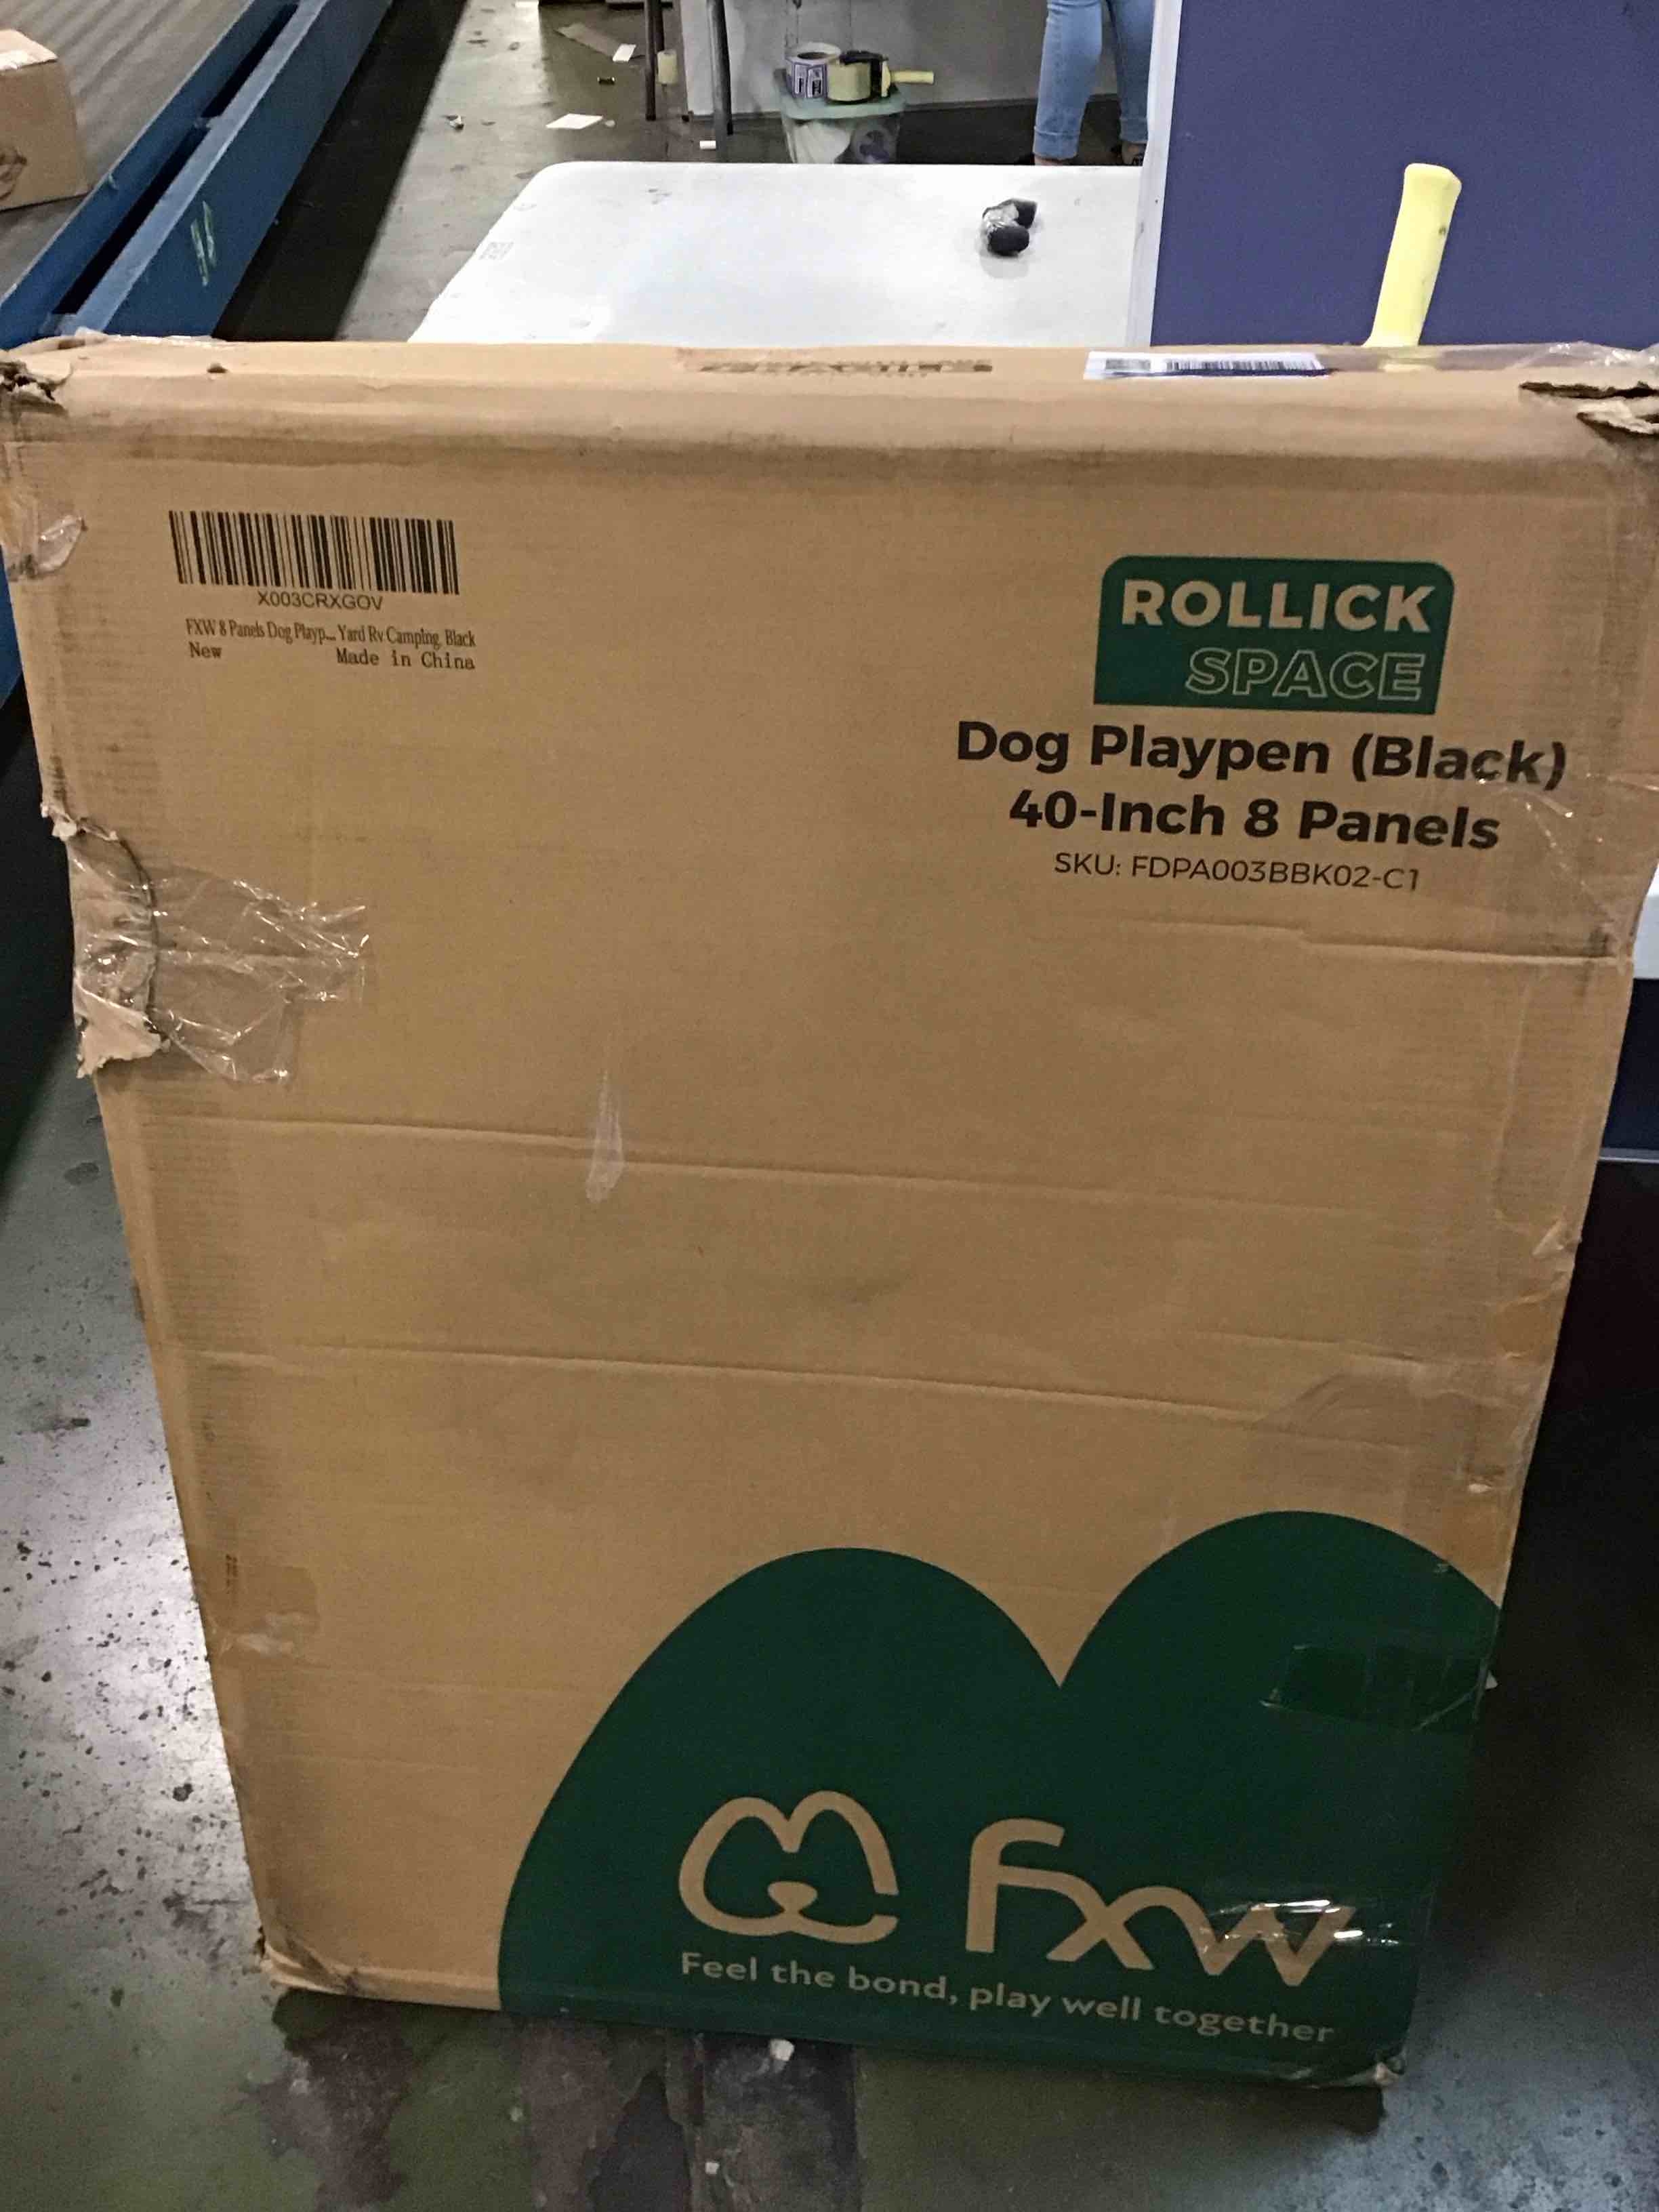 X003CRXGOV
FXW 8 Panels Dog Playp... Yard Rv Camping, Black
New Made in China
ROLLICK
SPACE
Dog Playpen (Black)
40-Inch 8 Panels
SKU: FDPA003BBK02-C1
fxw
Feel the bond, play well together